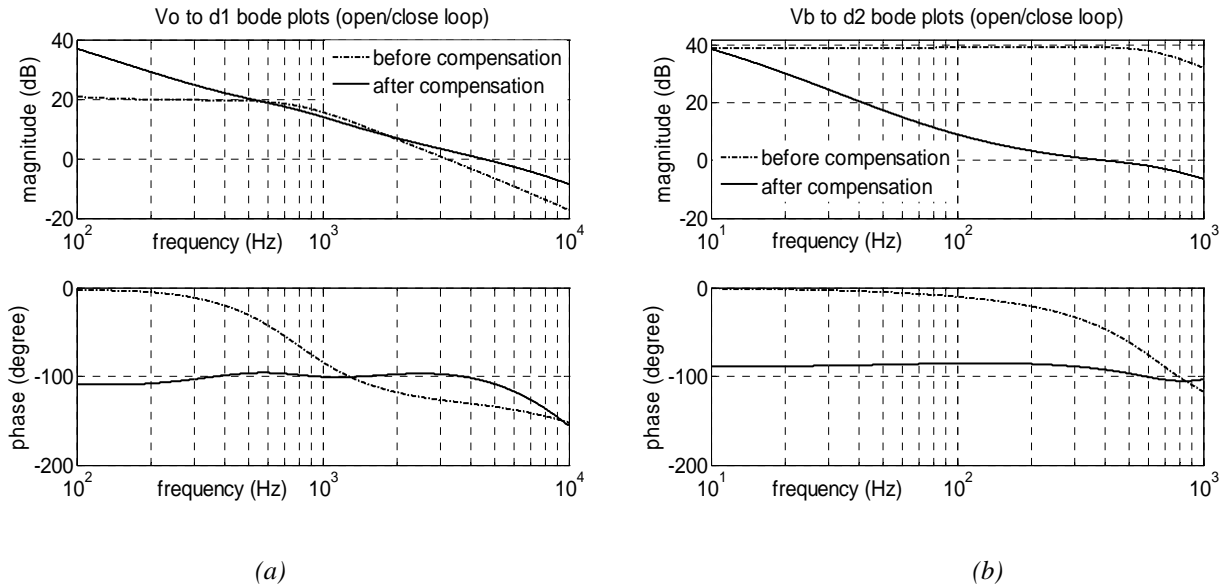 Vo to d1 bode plots (open/close loop)
40
20
0
-20
magnitude (dB)
before compensation
after compensation
10^2
frequency (Hz)
10^3
10^4
0
-100
-200
phase (degree)
10^2
frequency (Hz)
10^3
10^4
(a)
Vb to d2 bode plots (open/close loop)
40
20
0
-20
magnitude (dB)
before compensation
after compensation
10^1
frequency (Hz)
10^2
10^3
0
-100
-200
phase (degree)
10^1
frequency (Hz)
10^2
10^3
(b)